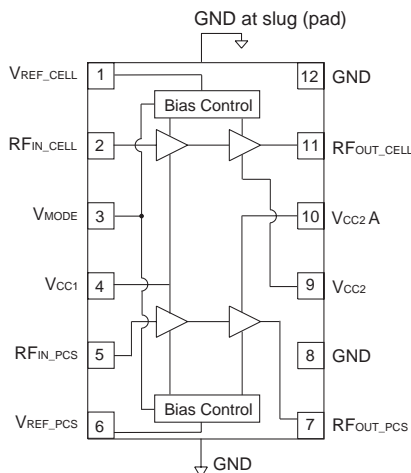 GND at slug (pad)
VREF_CELL 1 12 GND
Bias Control
RFIN_CELL 2 11 RFOUT_CELL
VMODE 3 10 VCC2 A
VCC1 4 9 VCC2
RFIN_PCS 5 8 GND
Bias Control
VREF_PCS 6 7 RFOUT_PCS
GND